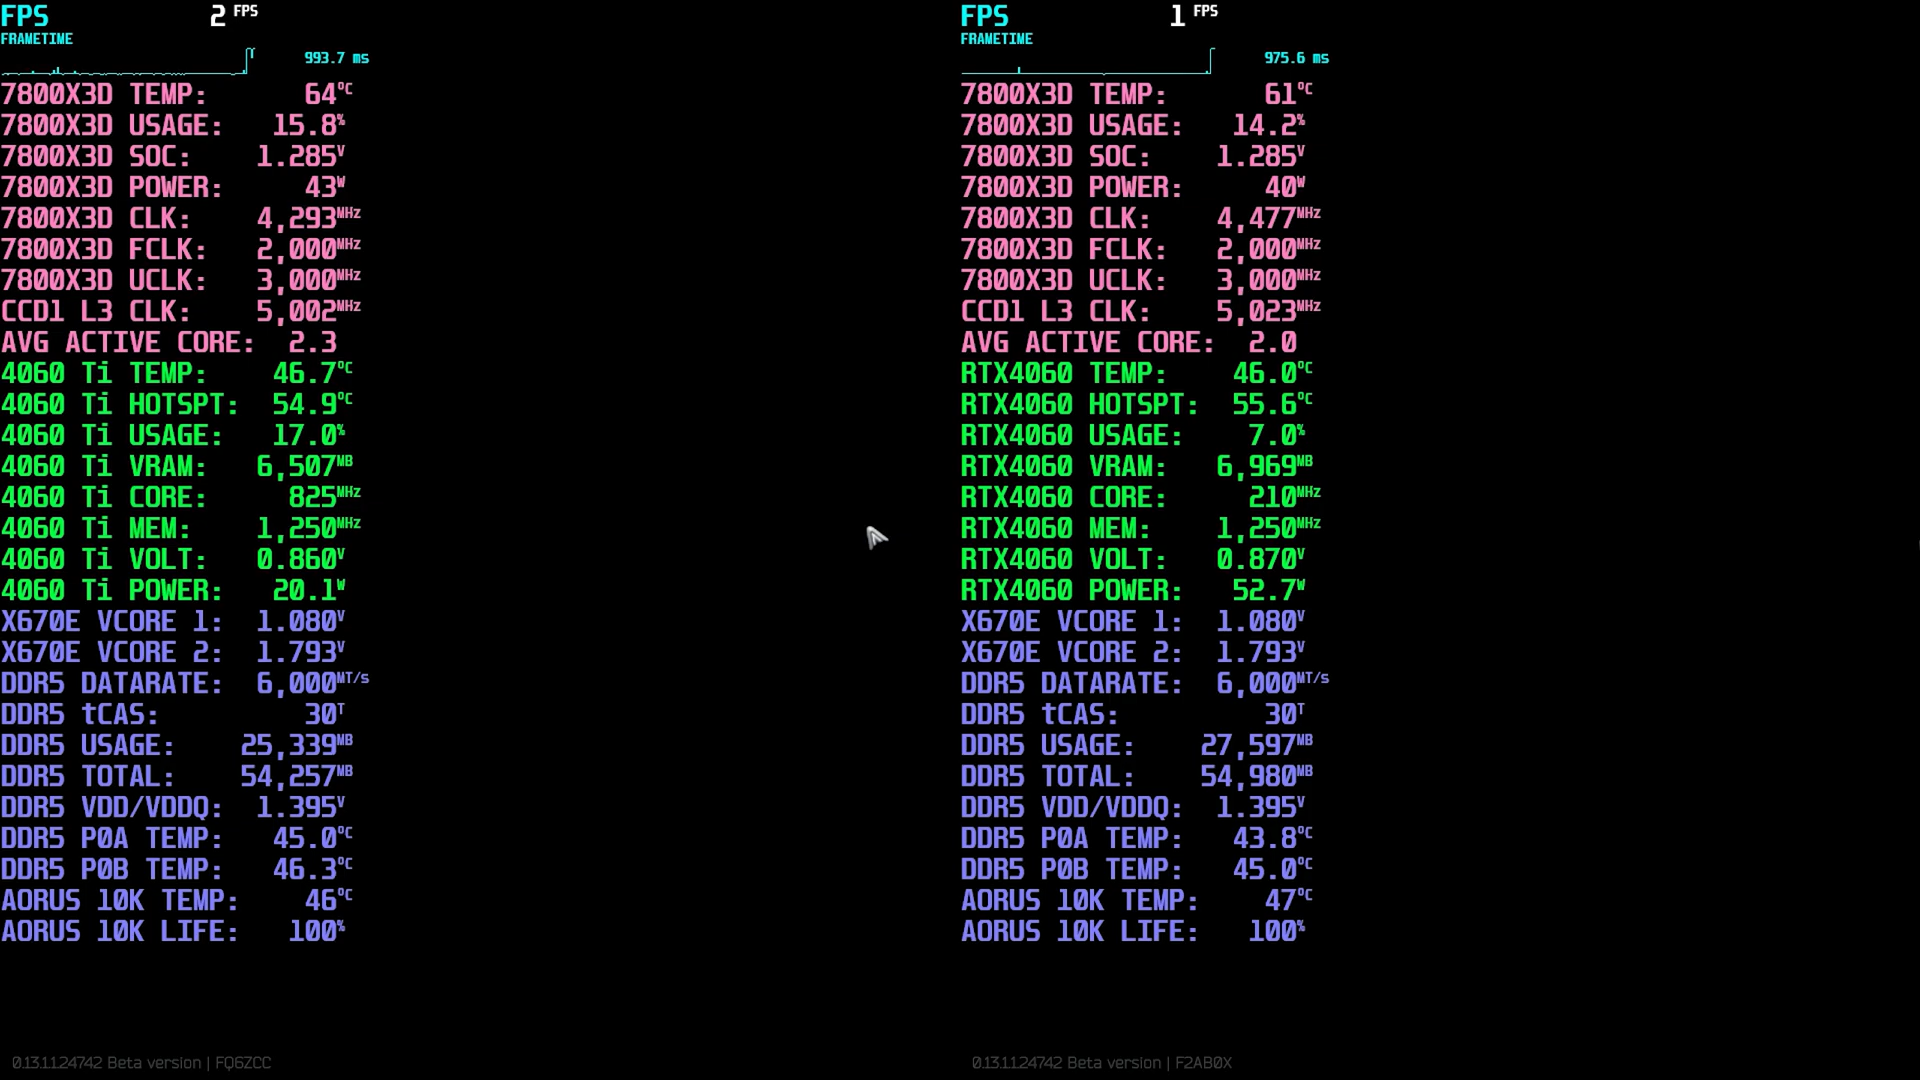 FPS 2 FPS
FRAMETIME
993.7 ms
7800X3D TEMP: 64°C
7800X3D USAGE: 15.8%
7800X3D SOC: 1.285V
7800X3D POWER: 43W
7800X3D CLK: 4,293MHz
7800X3D FCLK: 2,000MHz
7800X3D UCLK: 3,000MHz
CCD1 L3 CLK: 5,002MHz
AVG ACTIVE CORE: 2.3
4060 Ti TEMP: 46.7°C
4060 Ti HOTSPT: 54.9°C
4060 Ti USAGE: 17.0%
4060 Ti VRAM: 6,507MB
4060 Ti CORE: 825MHz
4060 Ti MEM: 1,250MHz
4060 Ti VOLT: 0.860V
4060 Ti POWER: 20.1W
X670E VCORE 1: 1.080V
X670E VCORE 2: 1.793V
DDR5 DATARATE: 6,000MT/s
DDR5 tCAS: 30T
DDR5 USAGE: 25,339MB
DDR5 TOTAL: 54,257MB
DDR5 VDD/VDDQ: 1.395V
DDR5 P0A TEMP: 45.0°C
DDR5 P0B TEMP: 46.3°C
AORUS 10K TEMP: 46°C
AORUS 10K LIFE: 100%
0.13.1.1.24742 Beta version | FQ6ZCC
FPS 1 FPS
FRAMETIME
975.6 ms
7800X3D TEMP: 61°C
7800X3D USAGE: 14.2%
7800X3D SOC: 1.285V
7800X3D POWER: 40W
7800X3D CLK: 4,477MHz
7800X3D FCLK: 2,000MHz
7800X3D UCLK: 3,000MHz
CCD1 L3 CLK: 5,023MHz
AVG ACTIVE CORE: 2.0
RTX4060 TEMP: 46.0°C
RTX4060 HOTSPT: 55.6°C
RTX4060 USAGE: 7.0%
RTX4060 VRAM: 6,969MB
RTX4060 CORE: 210MHz
RTX4060 MEM: 1,250MHz
RTX4060 VOLT: 0.870V
RTX4060 POWER: 52.7W
X670E VCORE 1: 1.080V
X670E VCORE 2: 1.793V
DDR5 DATARATE: 6,000MT/s
DDR5 tCAS: 30T
DDR5 USAGE: 27,597MB
DDR5 TOTAL: 54,980MB
DDR5 VDD/VDDQ: 1.395V
DDR5 P0A TEMP: 43.8°C
DDR5 P0B TEMP: 45.0°C
AORUS 10K TEMP: 47°C
AORUS 10K LIFE: 100%
0.13.1.1.24742 Beta version | F2AB0X